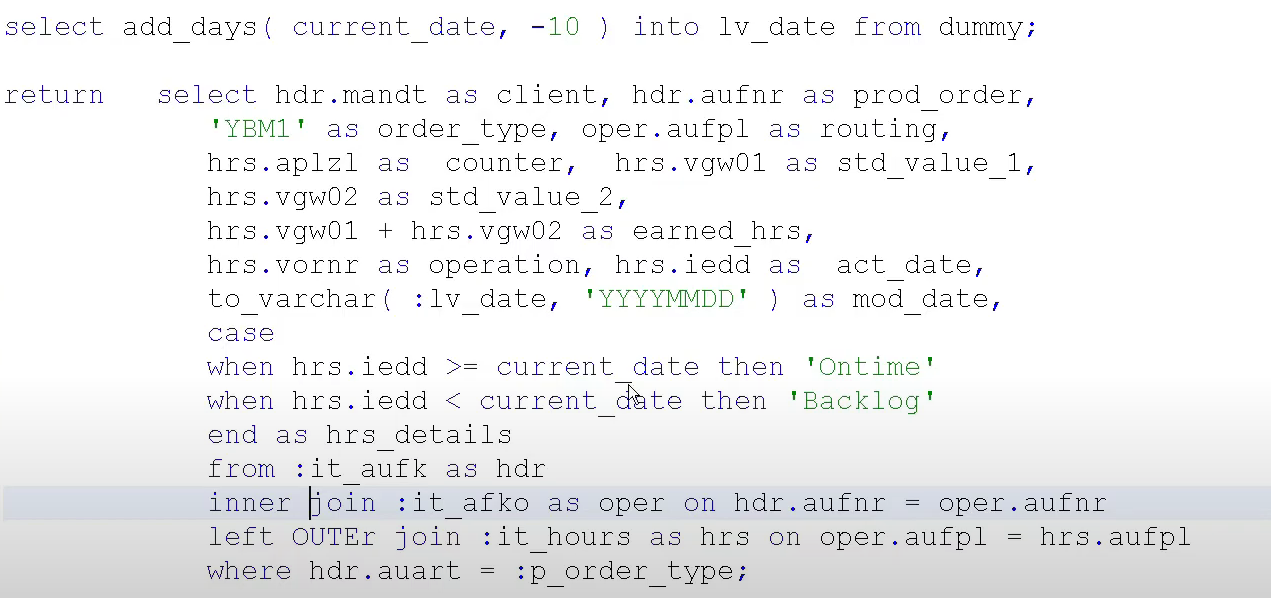 select add_days( current_date, -10 ) into lv_date from dummy;
return select hdr.mandt as client, hdr.aufnr as prod_order,
'YBM1' as order_type, oper.aufpl as routing,
hrs.aplzl as counter, hrs.vgw01 as std_value_1,
hrs.vgw02 as std_value_2,
hrs.vgw01 + hrs.vgw02 as earned_hrs,
hrs.vornr as operation, hrs.iedd as act_date,
to_varchar( :lv_date, 'YYYYMMDD' ) as mod_date,
case
when hrs.iedd >= current_date then 'Ontime'
when hrs.iedd < current_date then 'Backlog'
end as hrs_details
from :it_aufk as hdr
inner join :it_afko as oper on hdr.aufnr = oper.aufnr
left OUTEr join :it_hours as hrs on oper.aufpl = hrs.aufpl
where hdr.auart = :p_order_type;